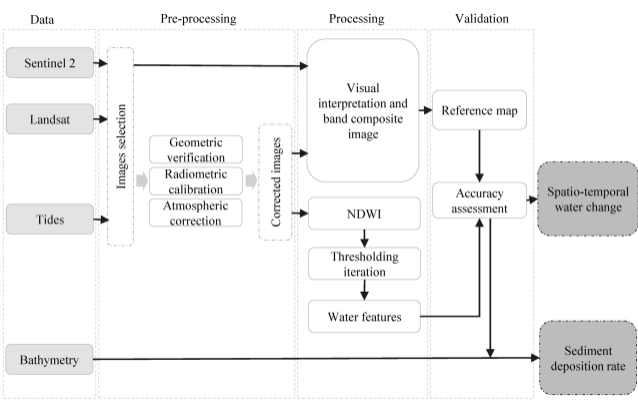 Data
Pre-processing
Processing
Validation
Sentinel 2
Landsat
Tides
Bathymetry
Images selection
Geometric
verification
Radiometric
calibration
Atmospheric
correction
Corrected images
Visual
interpretation and
band composite
image
NDWI
Thresholding
iteration
Water features
Reference map
Accuracy
assessment
Spatio-temporal
water change
Sediment
deposition rate